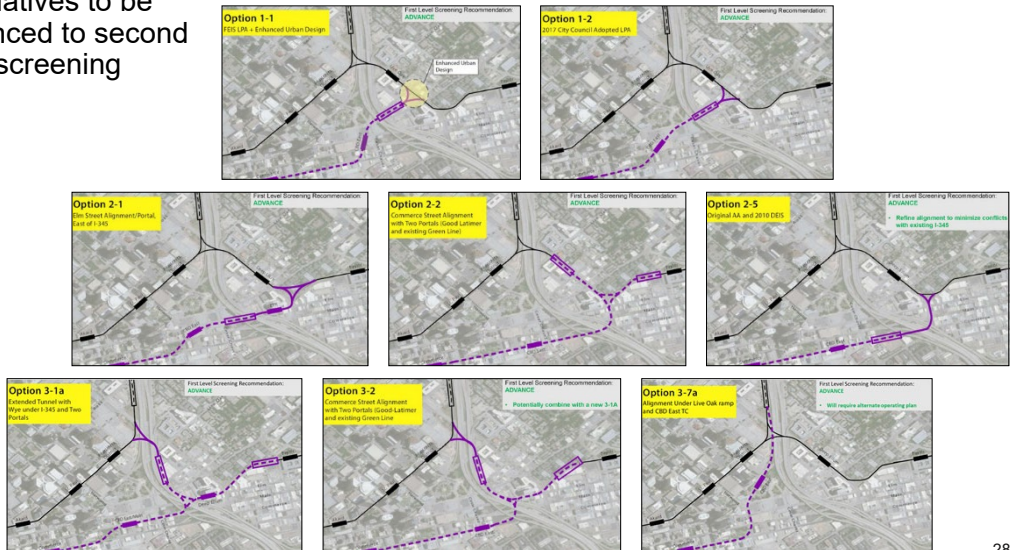 natives to be
nced to second
screening
Option 1-1
FEIS LPA + Enhanced Urban Design
First Level Screening Recommendation:
ADVANCE
Enhanced Urban
Design
Option 1-2
2017 City Council Adopted LPA
First Level Screening Recommendation:
ADVANCE
Option 2-1
Elm Street Alignment/Portal,
East of I-345
First Level Screening Recommendation:
ADVANCE
Option 2-2
Commerce Street Alignment
with Two Portals (Good Latimer
and existing Green Line)
First Level Screening Recommendation:
ADVANCE
Option 2-5
Original AA and 2010 DEIS
First Level Screening Recommendation:
ADVANCE
• Refine alignment to minimize conflicts
with existing I-345
Option 3-1a
Extended Tunnel with
Wye under I-345 and Two
Portals
First Level Screening Recommendation:
ADVANCE
Option 3-2
Commerce Street Alignment
with Two Portals (Good-Latimer
and existing Green Line
First Level Screening Recommendation:
ADVANCE
• Potentially combine with a new 3-1A
Option 3-7a
Alignment Under Live Oak ramp
and CBD East TC
First Level Screening Recommendation:
ADVANCE
• Will require alternate operating plan
28